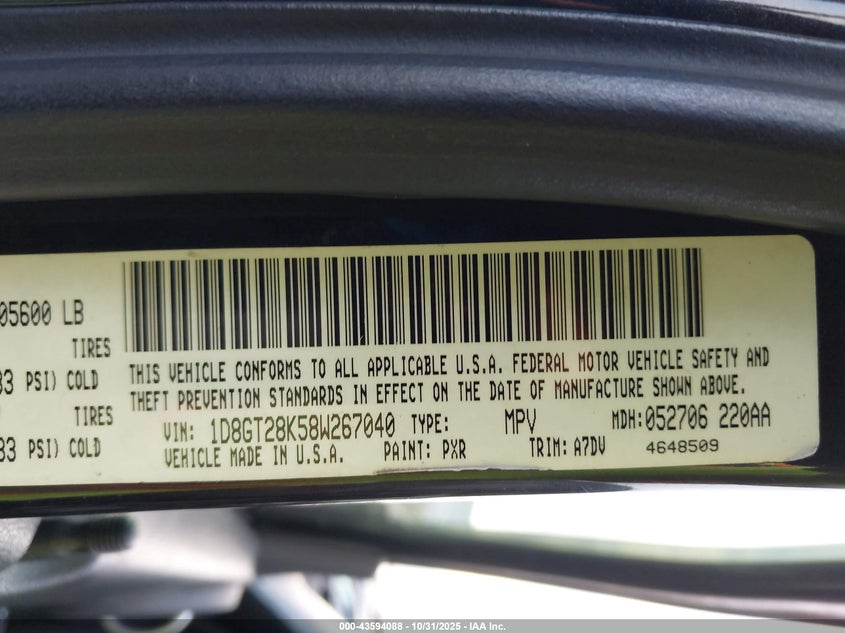 05600 LB
TIRES
33 PSI) COLD
TIRES
33 PSI) COLD
THIS VEHICLE CONFORMS TO ALL APPLICABLE U.S.A. FEDERAL MOTOR VEHICLE SAFETY AND
THEFT PREVENTION STANDARDS IN EFFECT ON THE DATE OF MANUFACTURE SHOWN ABOVE.
VIN: 1D8GT28K58W267040 TYPE: MPV MDH: 052706 220AA
VEHICLE MADE IN U.S.A. PAINT: PXR TRIM: A7DV 4648509
000-43594088 - 10/31/2025 - IAA Inc.